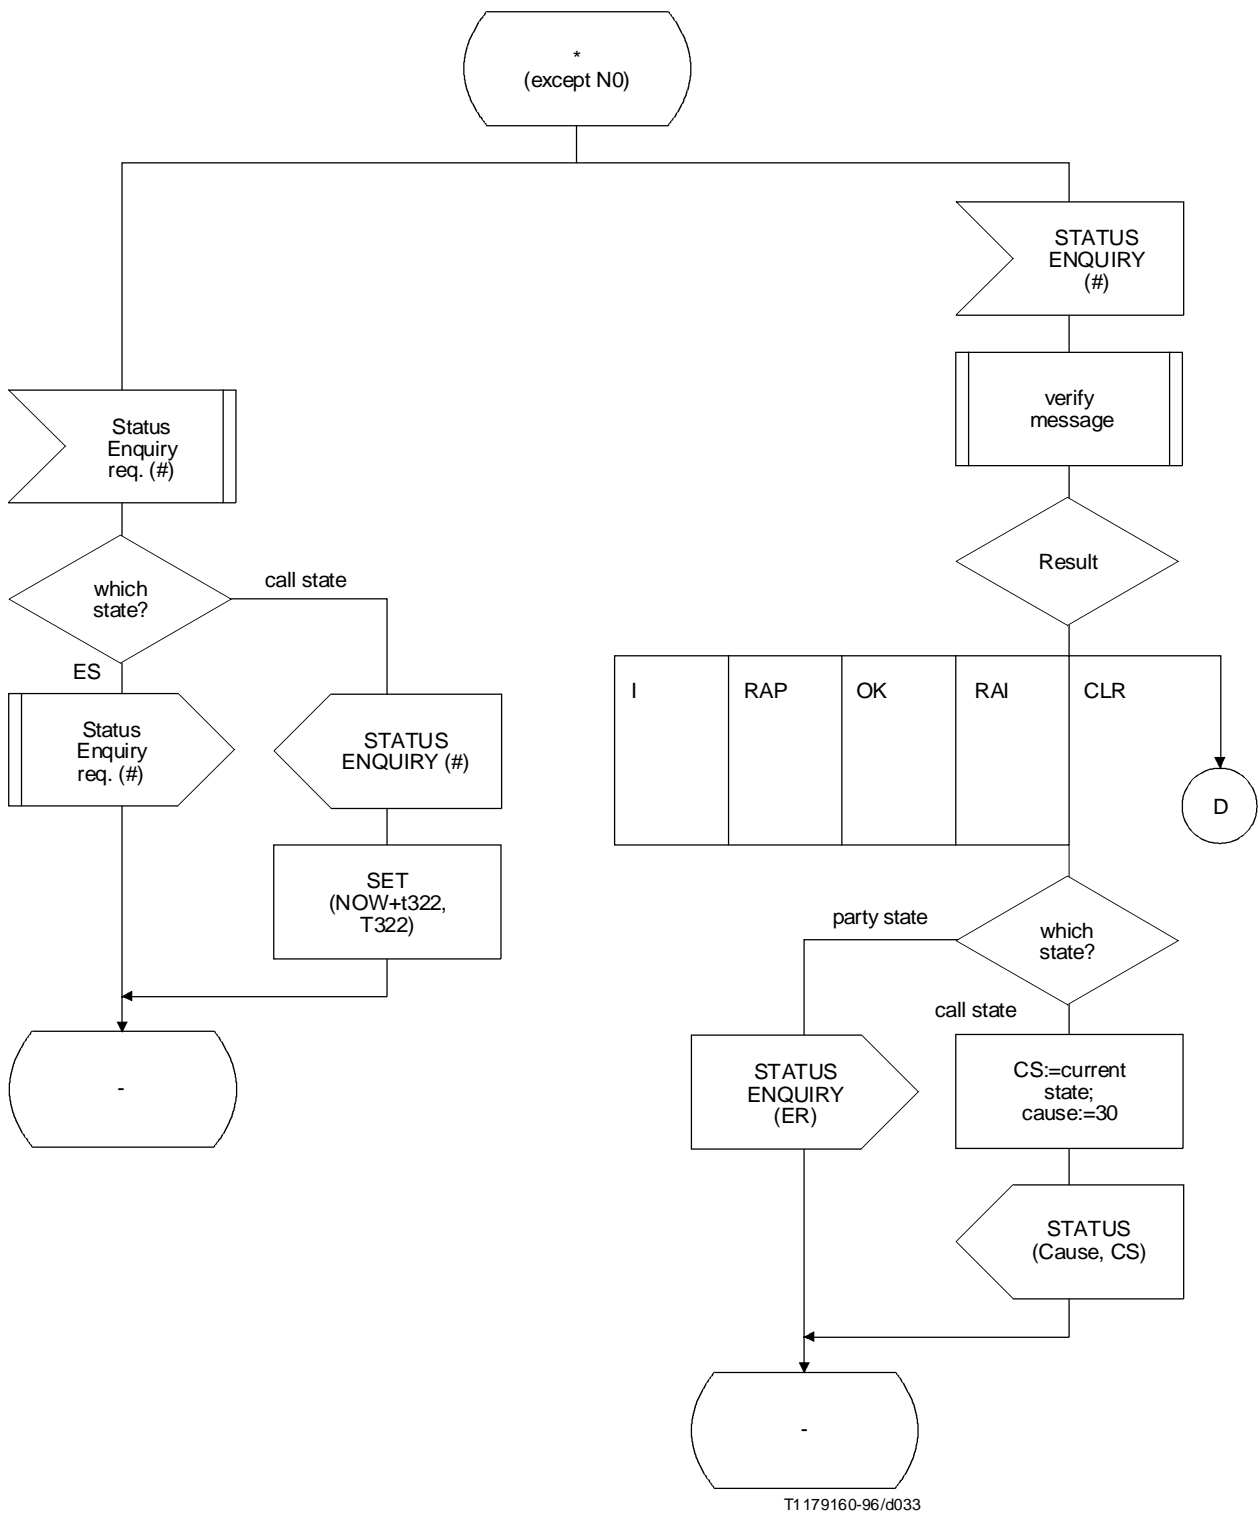 *
(except N0)
STATUS
ENQUIRY
(#)
verify
message
Status
Enquiry
req. (#)
Result
which
state?
call state
ES
I
RAP
OK
RAI
CLR
Status
Enquiry
req. (#)
STATUS
ENQUIRY (#)
D
SET
(NOW+t322,
T322)
party state
which
state?
call state
-
STATUS
ENQUIRY
(ER)
CS:=current
state;
cause:=30
STATUS
(Cause, CS)
-
T1179160-96/d033